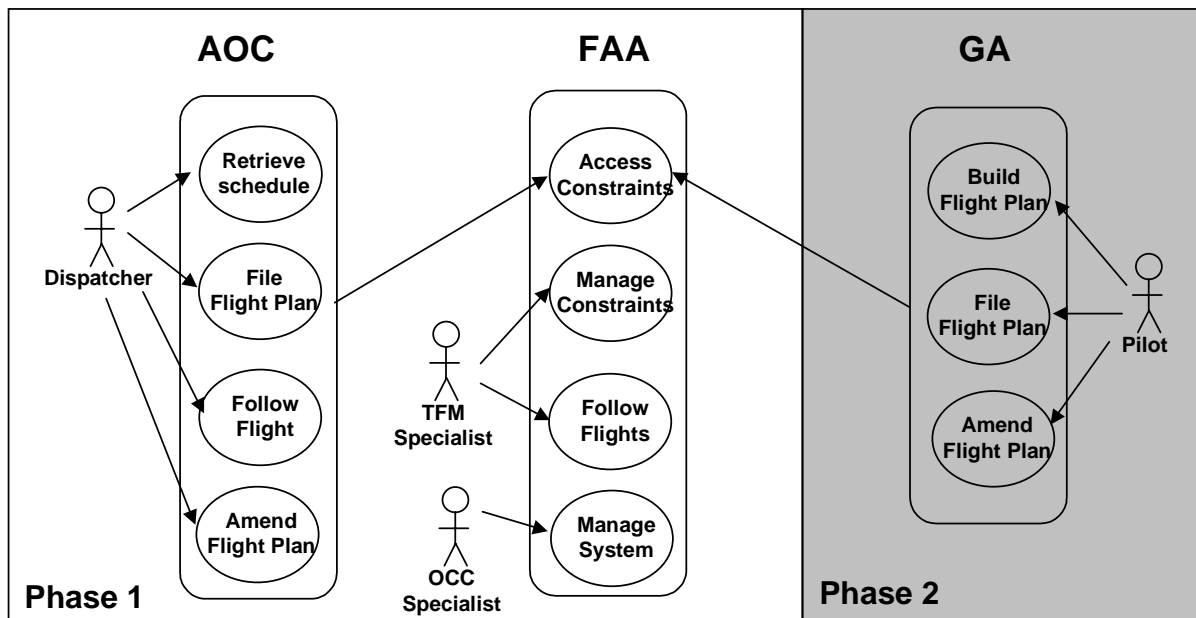 AOC
FAA
GA
Retrieve
schedule
File
Flight Plan
Follow
Flight
Amend
Flight Plan
Dispatcher
Access
Constraints
Manage
Constraints
Follow
Flights
Manage
System
TFM
Specialist
OCC
Specialist
Build
Flight Plan
File
Flight Plan
Amend
Flight Plan
Pilot
Phase 1
Phase 2